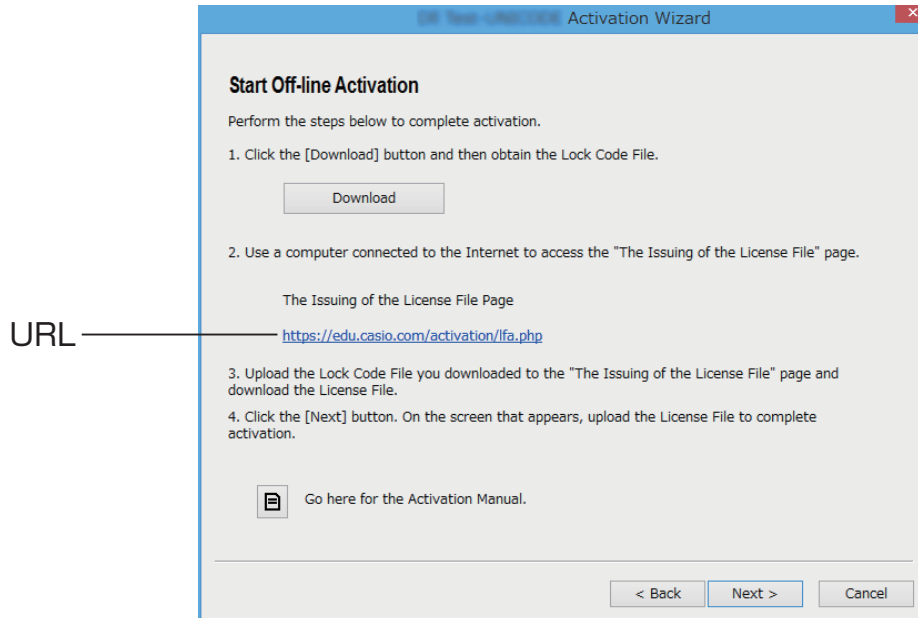 Activation Wizard
Start Off-line Activation
Perform the steps below to complete activation.
1. Click the [Download] button and then obtain the Lock Code File.
Download
2. Use a computer connected to the Internet to access the "The Issuing of the License File" page.
The Issuing of the License File Page
URL
https://edu.casio.com/activation/lfa.php
3. Upload the Lock Code File you downloaded to the "The Issuing of the License File" page and
download the License File.
4. Click the [Next] button. On the screen that appears, upload the License File to complete
activation.
Go here for the Activation Manual.
< Back
Next >
Cancel